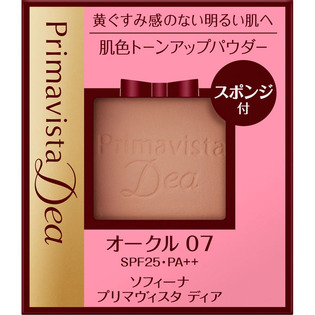 黄ぐすみ感のない明るい肌へ
肌色トーンアップパウダー
Primavista
Dea
スポンジ
付
Primavista
Dea
オークル 07
SPF25・PA++
ソフィーナ
プリマヴィスタ ディア